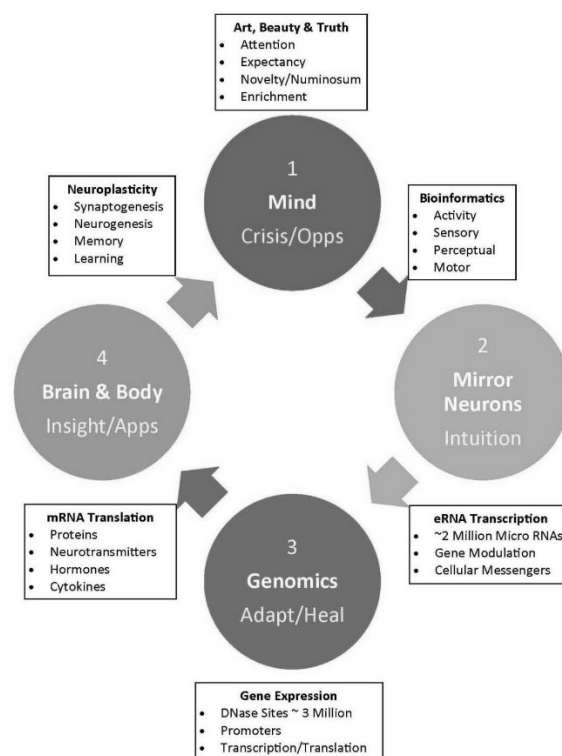 Art, Beauty & Truth
• Attention
• Expectancy
• Novelty/Numinosum
• Enrichment
1
Mind
Crisis/Opps
Neuroplasticity
• Synaptogenesis
• Neurogenesis
• Memory
• Learning
Bioinformatics
• Activity
• Sensory
• Perceptual
• Motor
4
Brain & Body
Insight/Apps
2
Mirror
Neurons
Intuition
mRNA Translation
• Proteins
• Neurotransmitters
• Hormones
• Cytokines
3
Genomics
Adapt/Heal
eRNA Transcription
• ~2 Million Micro RNAs
• Gene Modulation
• Cellular Messengers
Gene Expression
• DNase Sites ~ 3 Million
• Promoters
• Transcription/Translation